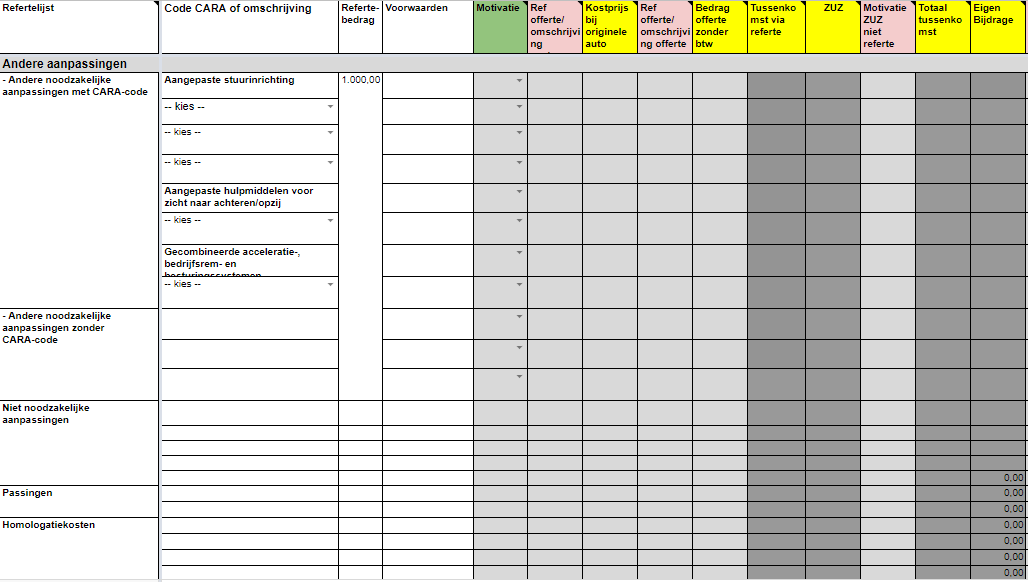 Refertelijst
Code CARA of omschrijving
Referte-
bedrag
Voorwaarden
Motivatie
Ref
offerte/
omschrijvi
ng
Kostprijs
bij
originele
auto
Ref
offerte/
omschrijvi
ng offerte
Bedrag
offerte
zonder
btw
Tussenko
mst via
referte
ZUZ
Motivatie
ZUZ
niet
referte
Totaal
tussenko
mst
Eigen
Bijdrage
Andere aanpassingen
- Andere noodzakelijke
aanpassingen met CARA-code
Aangepaste stuurinrichting
1.000,00
-- kies --
-- kies --
-- kies --
Aangepaste hulpmiddelen voor
zicht naar achteren/opzij
-- kies --
Gecombineerde acceleratie-,
bedrijfsrem- en
besturingssystemen
-- kies --
- Andere noodzakelijke
aanpassingen zonder
CARA-code
Niet noodzakelijke
aanpassingen
0,00
Passingen
0,00
0,00
Homologatiekosten
0,00
0,00
0,00
0,00